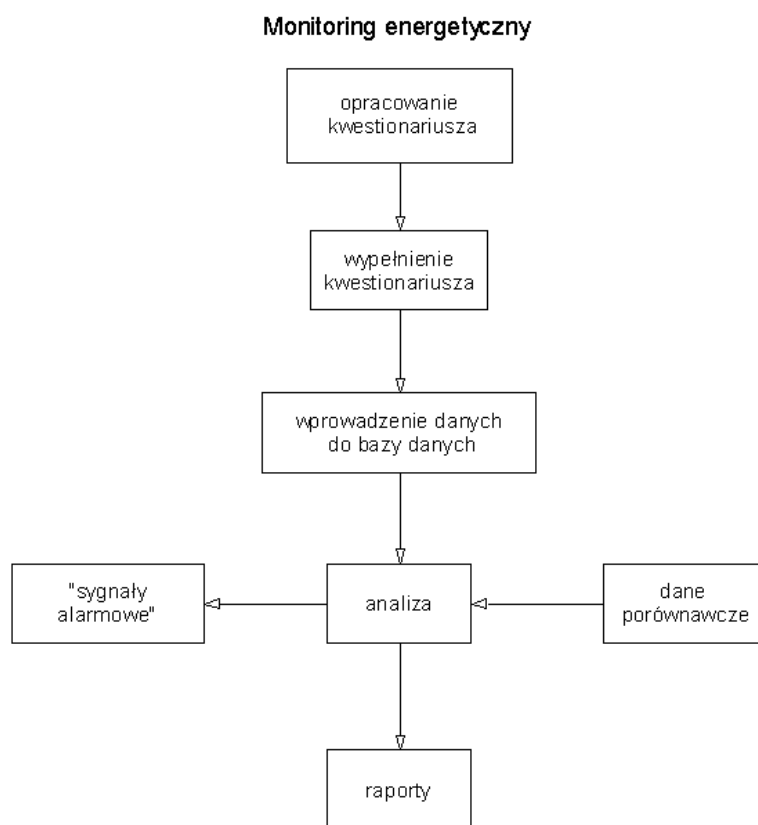 Monitoring energetyczny
opracowanie
kwestionariusza
wypełnienie
kwestionariusza
wprowadzenie danych
do bazy danych
"sygnały
alarmowe"
analiza
dane
porównawcze
raporty